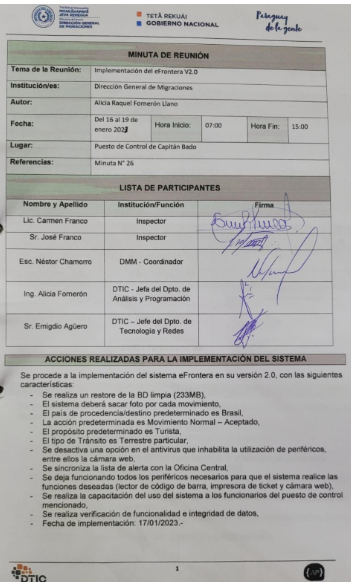 MIGRACIONES
TETÃ REKUÁI
GOBIERNO NACIONAL
Paraguay
de la gente
MINUTA DE REUNIÓN
Tema de la Reunión: Implementación del eFrontera V2.0
Institución/es: Dirección General de Migraciones
Autor: Alicia Raquel Fomerón Llano
Fecha: Del 16 al 19 de enero 2023 Hora Inicio: 07:00 Hora Fin: 15:00
Lugar: Puesto de Control de Capitán Bado
Referencias: Minuta N° 26
LISTA DE PARTICIPANTES
Nombre y Apellido Institución/Función Firma
Lic. Carmen Franco Inspector
Sr. José Franco Inspector
Esc. Néstor Chamorro DMM - Coordinador
Ing. Alicia Fomerón DTIC - Jefa del Dpto. de
Análisis y Programación
Sr. Emigdio Agüero DTIC – Jefa del Dpto. de
Tecnología y Redes
ACCIONES REALIZADAS PARA LA IMPLEMENTACIÓN DEL SISTEMA
Se procede a la implementación del sistema eFrontera en su versión 2.0, con las siguientes
características:
- Se realiza un restore de la BD limpia (233MB),
- El sistema deberá sacar foto por cada movimiento,
- El país de procedencia/destino predeterminado es Brasil,
- La acción predeterminada es Movimiento Normal – Aceptado,
- El propósito predeterminado es Turista,
- El tipo de Tránsito es Terrestre particular,
- Se desactiva una opción en el antivirus que inhabilita la utilización de periféricos,
entre ellos la cámara web,
- Se sincroniza la lista de alerta con la Oficina Central,
- Se deja funcionando todos los periféricos necesarios para que el sistema realice las
funciones deseadas (lector de código de barra, impresora de ticket y cámara web),
- Se realiza la capacitación del uso del sistema a los funcionarios del puesto de control
mencionado,
- Se realiza verificación de funcionalidad e integridad de datos,
- Fecha de implementación: 17/01/2023.-
1
DTIC